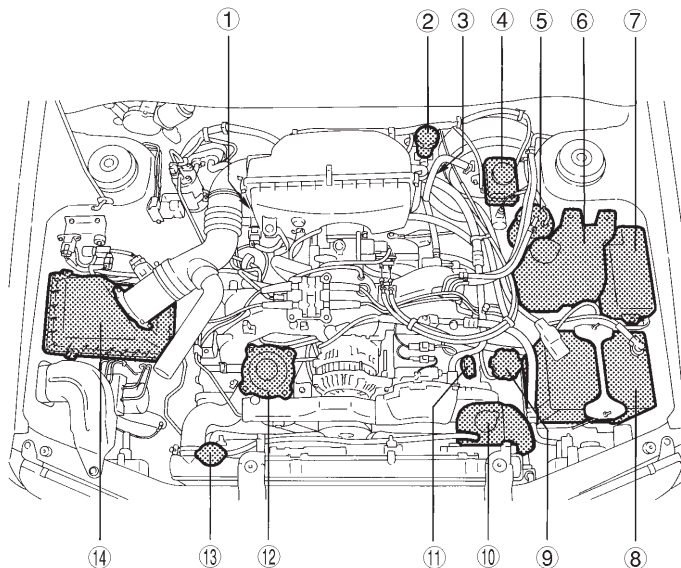 ① ② ③ ④ ⑤ ⑥ ⑦
⑭ ⑬ ⑫ ⑪ ⑩ ⑨ ⑧